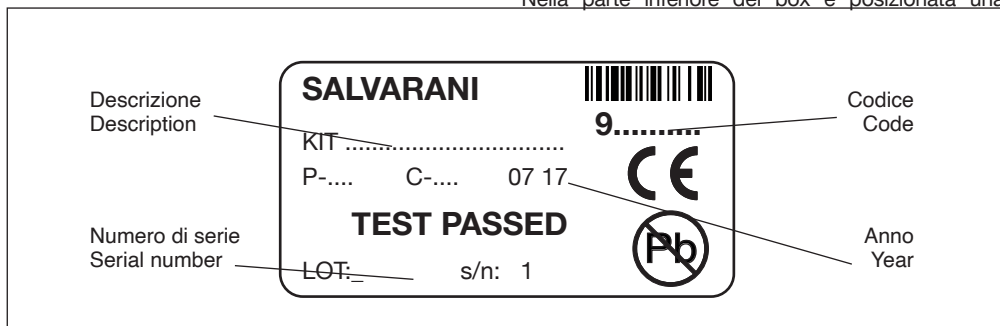 Nella parte inferiore del box è posizionata una
Descrizione
Description
SALVARANI
KIT ................................
P-.... C-.... 07 17
TEST PASSED
LOT:_ s/n: 1
9..........
CE
Pb
Codice
Code
Numero di serie
Serial number
Anno
Year